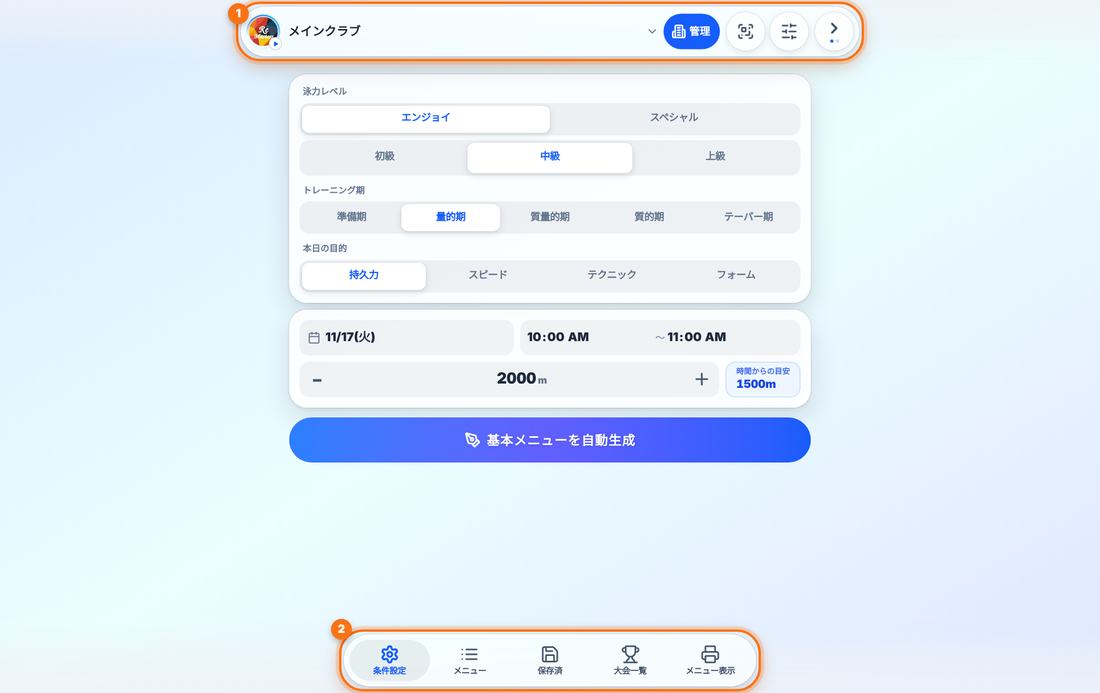 1
メインクラブ
管理
泳力レベル
エンジョイ スペシャル
初級 中級 上級
トレーニング期
準備期 量的期 質量的期 質的期 テーパー期
本日の目的
持久力 スピード テクニック フォーム
11/17(火) 10:00 AM ～11:00 AM
2000m
時間からの目安
1500m
基本メニューを自動生成
2
条件設定 メニュー 保存済 大会一覧 メニュー表示